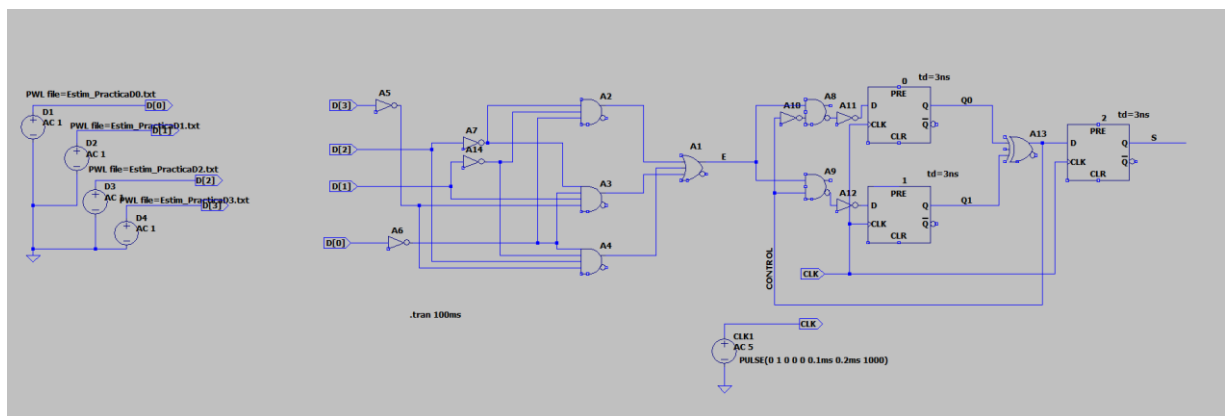 PWL file=Estim_PracticaD0.txt
D[0]
D1
AC 1
PWL file=Estim_PracticaD1.txt
D[1]
D2
AC 1
PWL file=Estim_PracticaD2.txt
D[2]
D3
AC 1
PWL file=Estim_PracticaD3.txt
D[3]
D4
AC 1
D[3]
A5
D[2]
A7
A14
D[1]
D[0]
A6
A2
A3
A4
A1
E
.tran 100ms
A10
A8
A11
A9
A12
CONTROL
0
td=3ns
PRE
D
Q
CLK
Q
CLR
Q0
1
td=3ns
PRE
D
Q
CLK
Q
CLR
Q1
A13
2
td=3ns
PRE
D
Q
CLK
Q
CLR
S
CLK
CLK
CLK1
AC 5
PULSE(0 1 0 0 0 0.1ms 0.2ms 1000)